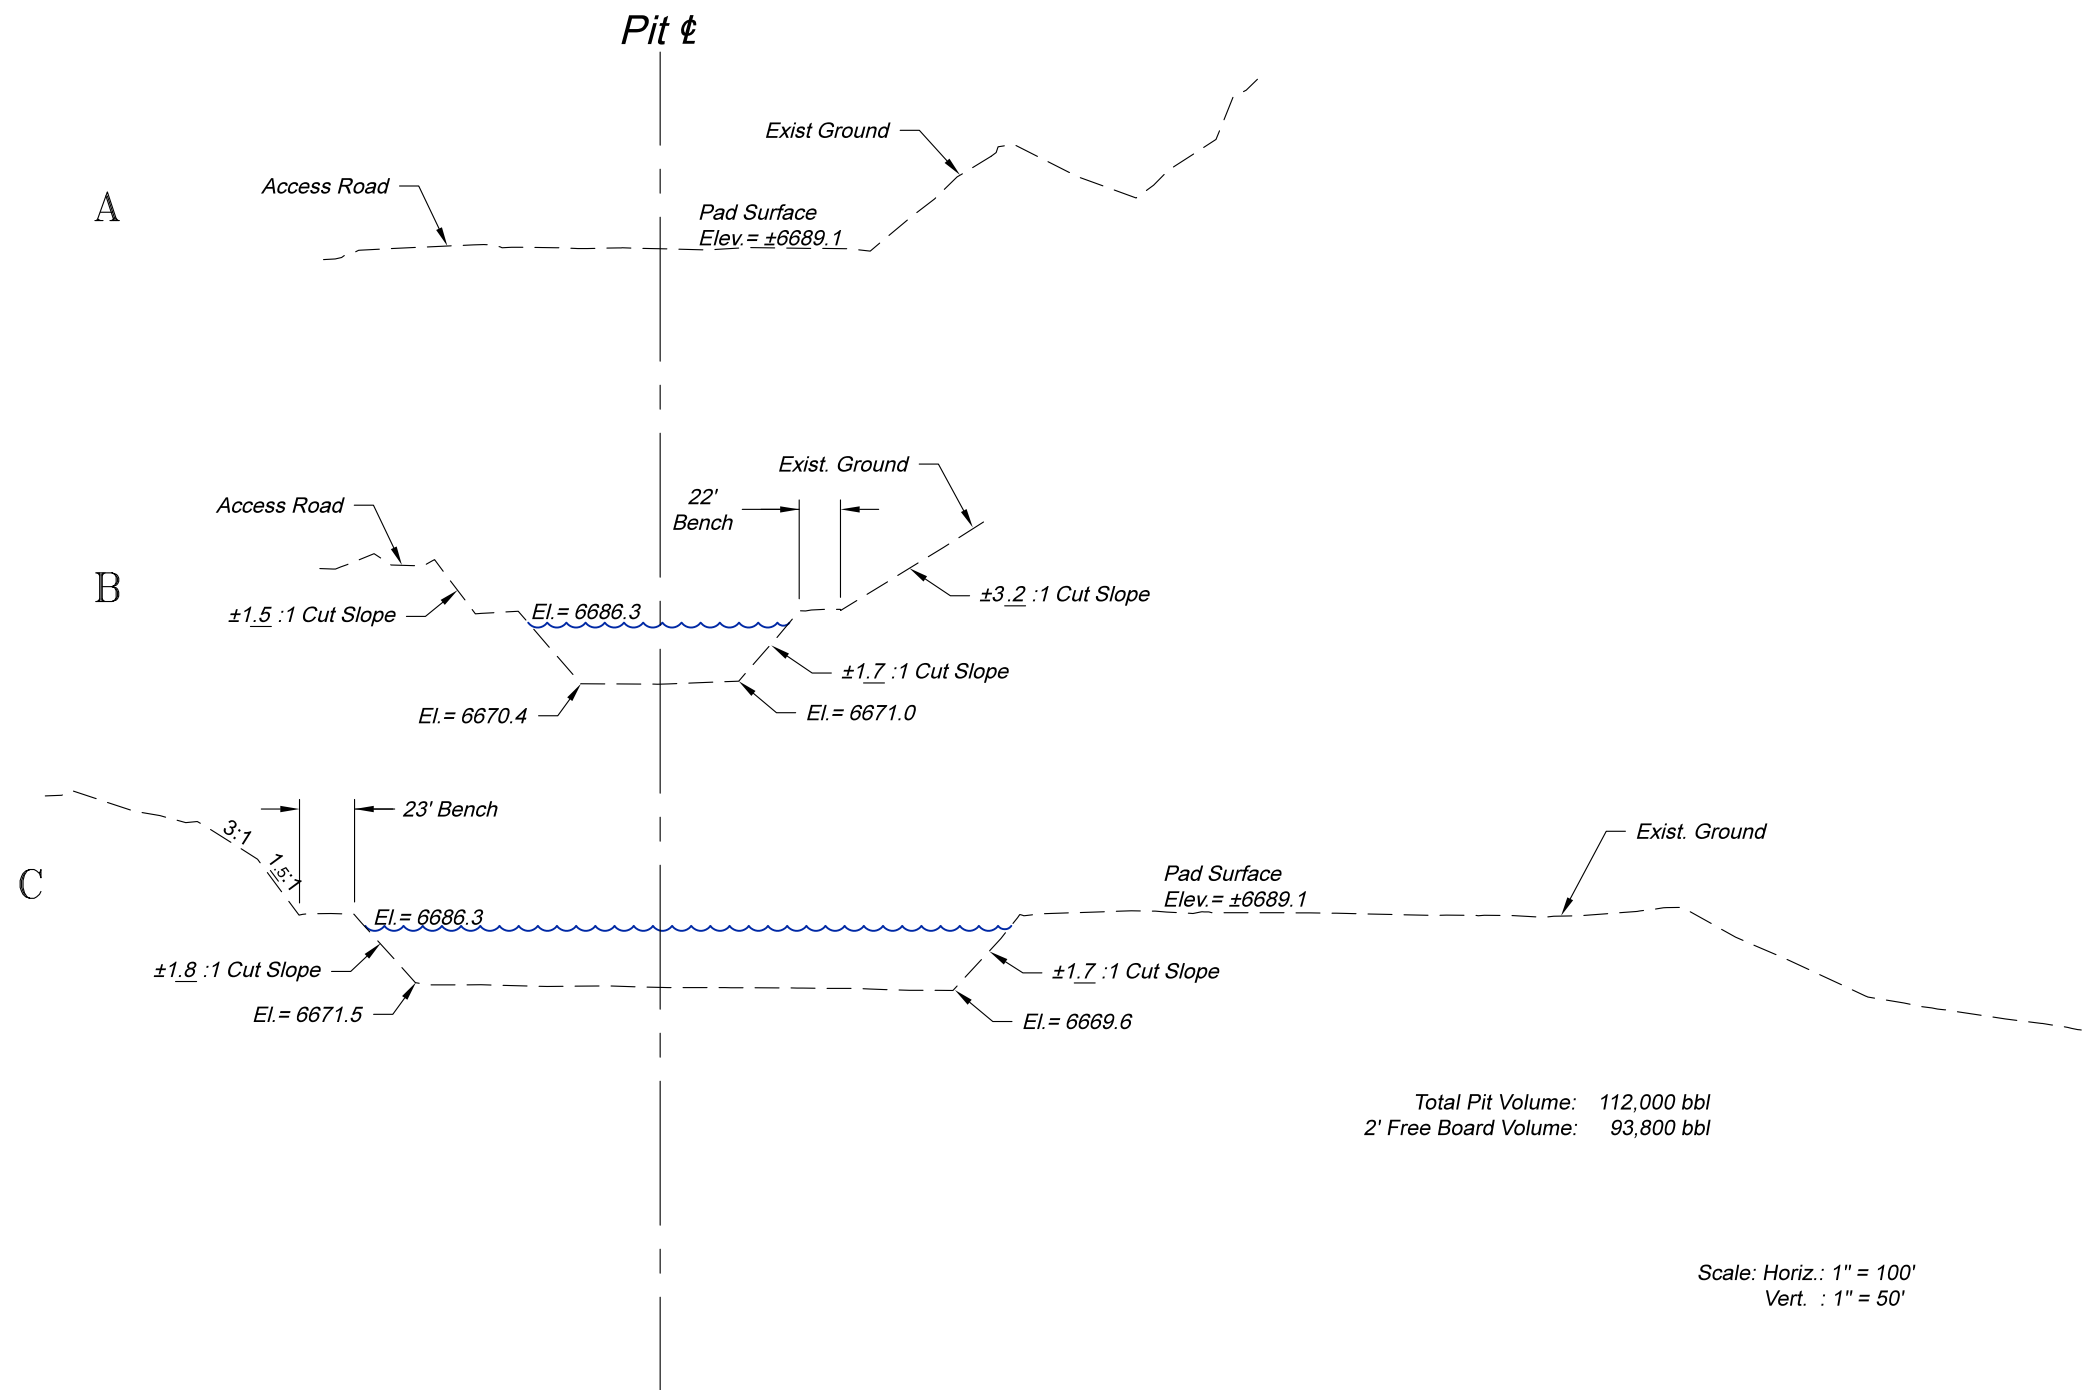 Pit ℄
Exist Ground
Access Road
A
Pad Surface
Elev.= ±6689.1
Exist. Ground
22'
Bench
Access Road
B
±3.2 :1 Cut Slope
±1.5 :1 Cut Slope
El.= 6686.3
±1.7 :1 Cut Slope
El.= 6670.4
El.= 6671.0
23' Bench
3:1
1.5:1
Exist. Ground
C
Pad Surface
Elev.= ±6689.1
El.= 6686.3
±1.8 :1 Cut Slope
±1.7 :1 Cut Slope
El.= 6671.5
El.= 6669.6
Total Pit Volume: 112,000 bbl
2' Free Board Volume: 93,800 bbl
Scale: Horiz.: 1" = 100'
Vert. : 1" = 50'